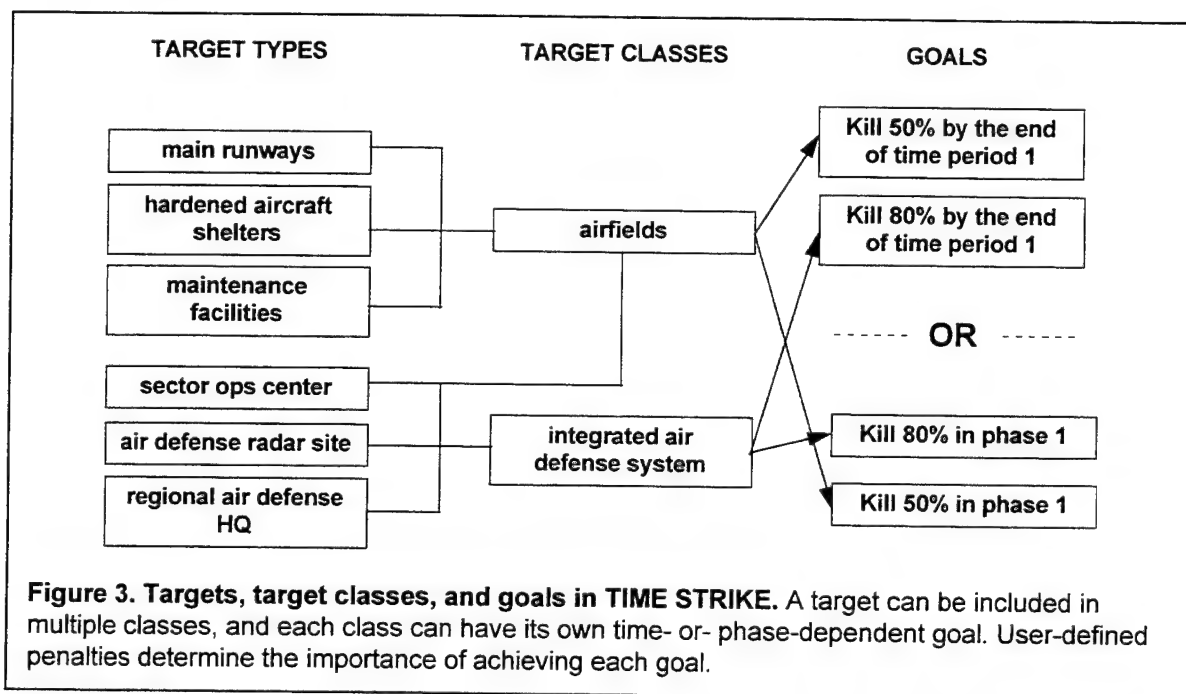 TARGET TYPES
TARGET CLASSES
GOALS
main runways
hardened aircraft
shelters
maintenance
facilities
sector ops center
air defense radar site
regional air defense
HQ
airfields
integrated air
defense system
Kill 50% by the end
of time period 1
Kill 80% by the end
of time period 1
------ OR ------
Kill 80% in phase 1
Kill 50% in phase 1
Figure 3. Targets, target classes, and goals in TIME STRIKE. A target can be included in
multiple classes, and each class can have its own time- or- phase-dependent goal. User-defined
penalties determine the importance of achieving each goal.